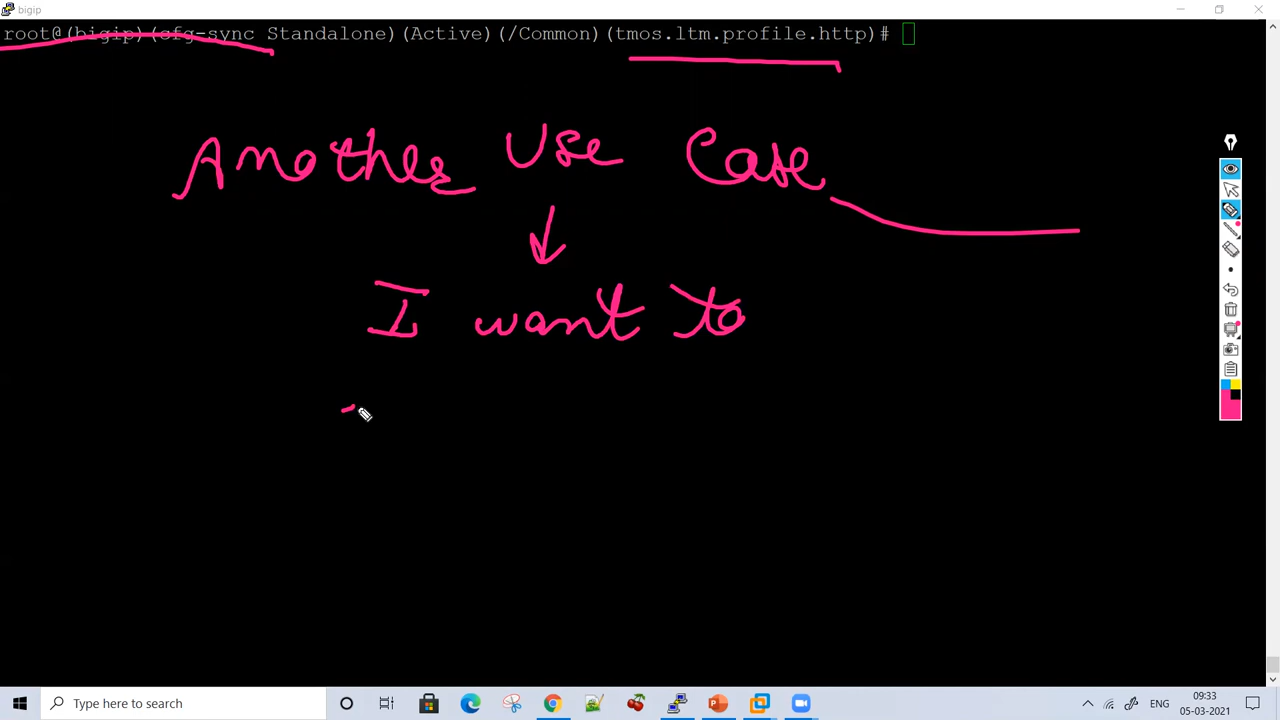 bigip
root@(bigip)(cfg-sync Standalone)(Active)(/Common)(tmos.ltm.profile.http)#
Another Use Case
I want to
Type here to search
ENG
09:33
05-03-2021